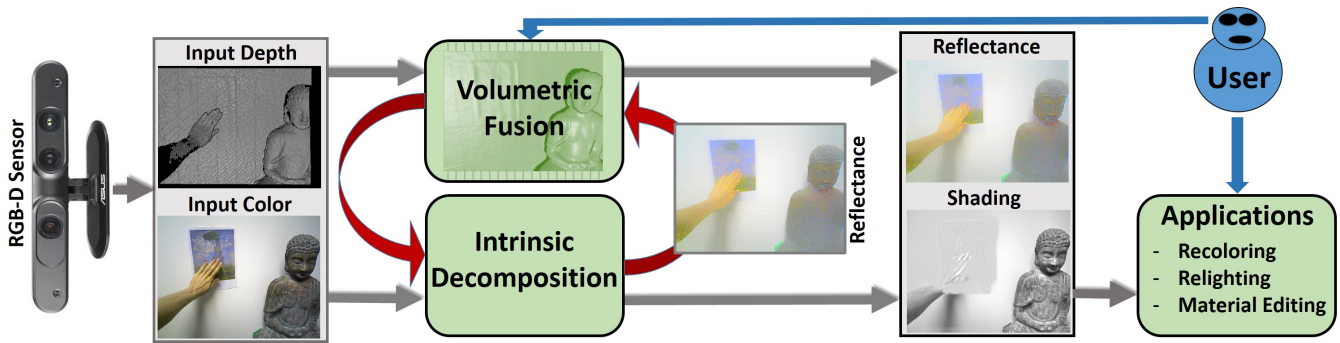 RGB-D Sensor
ASUS
Input Depth
Input Color
Volumetric
Fusion
Intrinsic
Decomposition
Reflectance
Reflectance
Shading
User
Applications
- Recoloring
- Relighting
- Material Editing